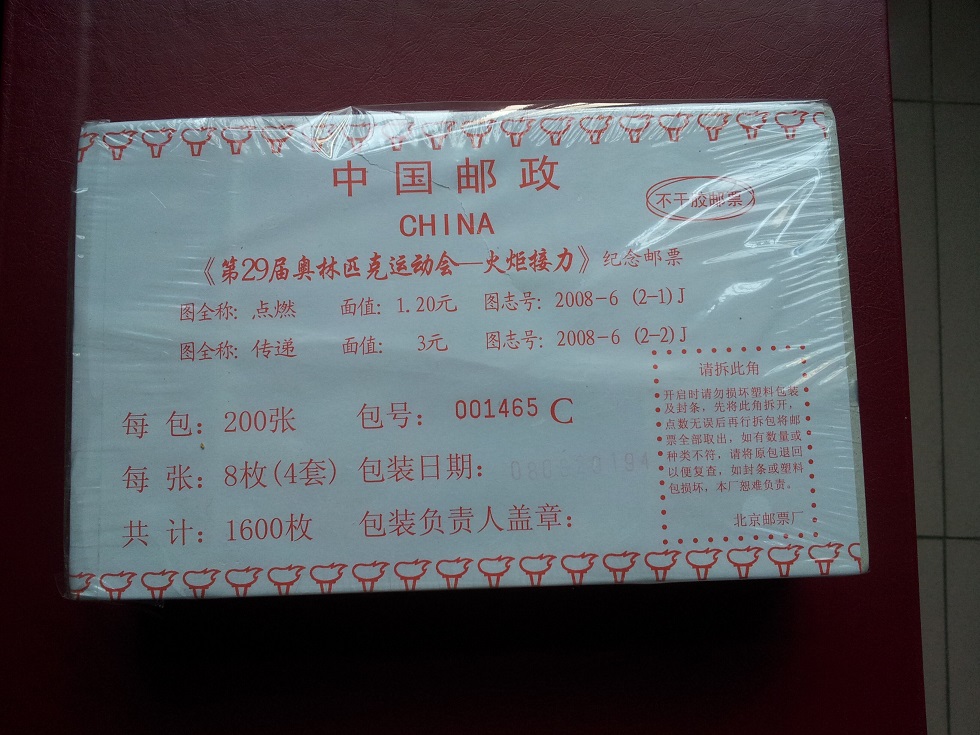 中国邮政
不干胶邮票
CHINA
《第29届奥林匹克运动会—火炬接力》纪念邮票
图全称：点燃 面值：1.20元 图志号：2008-6 (2-1)J
图全称：传递 面值：3元 图志号：2008-6 (2-2)J
每 包：200张 包号：001465 C
每 张：8枚(4套) 包装日期：
共 计：1600枚 包装负责人盖章：
请拆此角
开启时请勿损坏塑料包装
及封条，先将此角拆开，
点数无误后再行拆包将邮
票全部取出，如有数量或
种类不符，请将原包退回
以便复查，如封条或塑料
包损坏，本厂恕难负责。
北京邮票厂